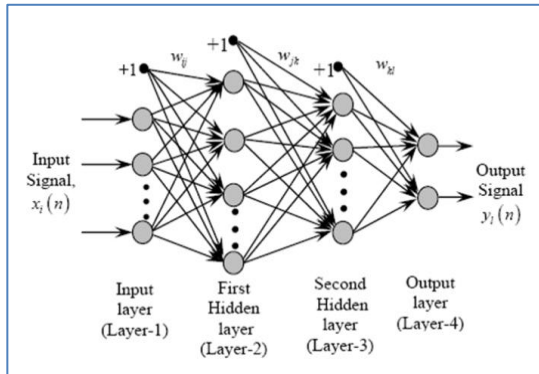 +1
w_ij
+1
w_jk
+1
w_kl
Input
Signal,
x_i (n)
Output
Signal
y_l (n)
Input
layer
(Layer-1)
First
Hidden
layer
(Layer-2)
Second
Hidden
layer
(Layer-3)
Output
layer
(Layer-4)